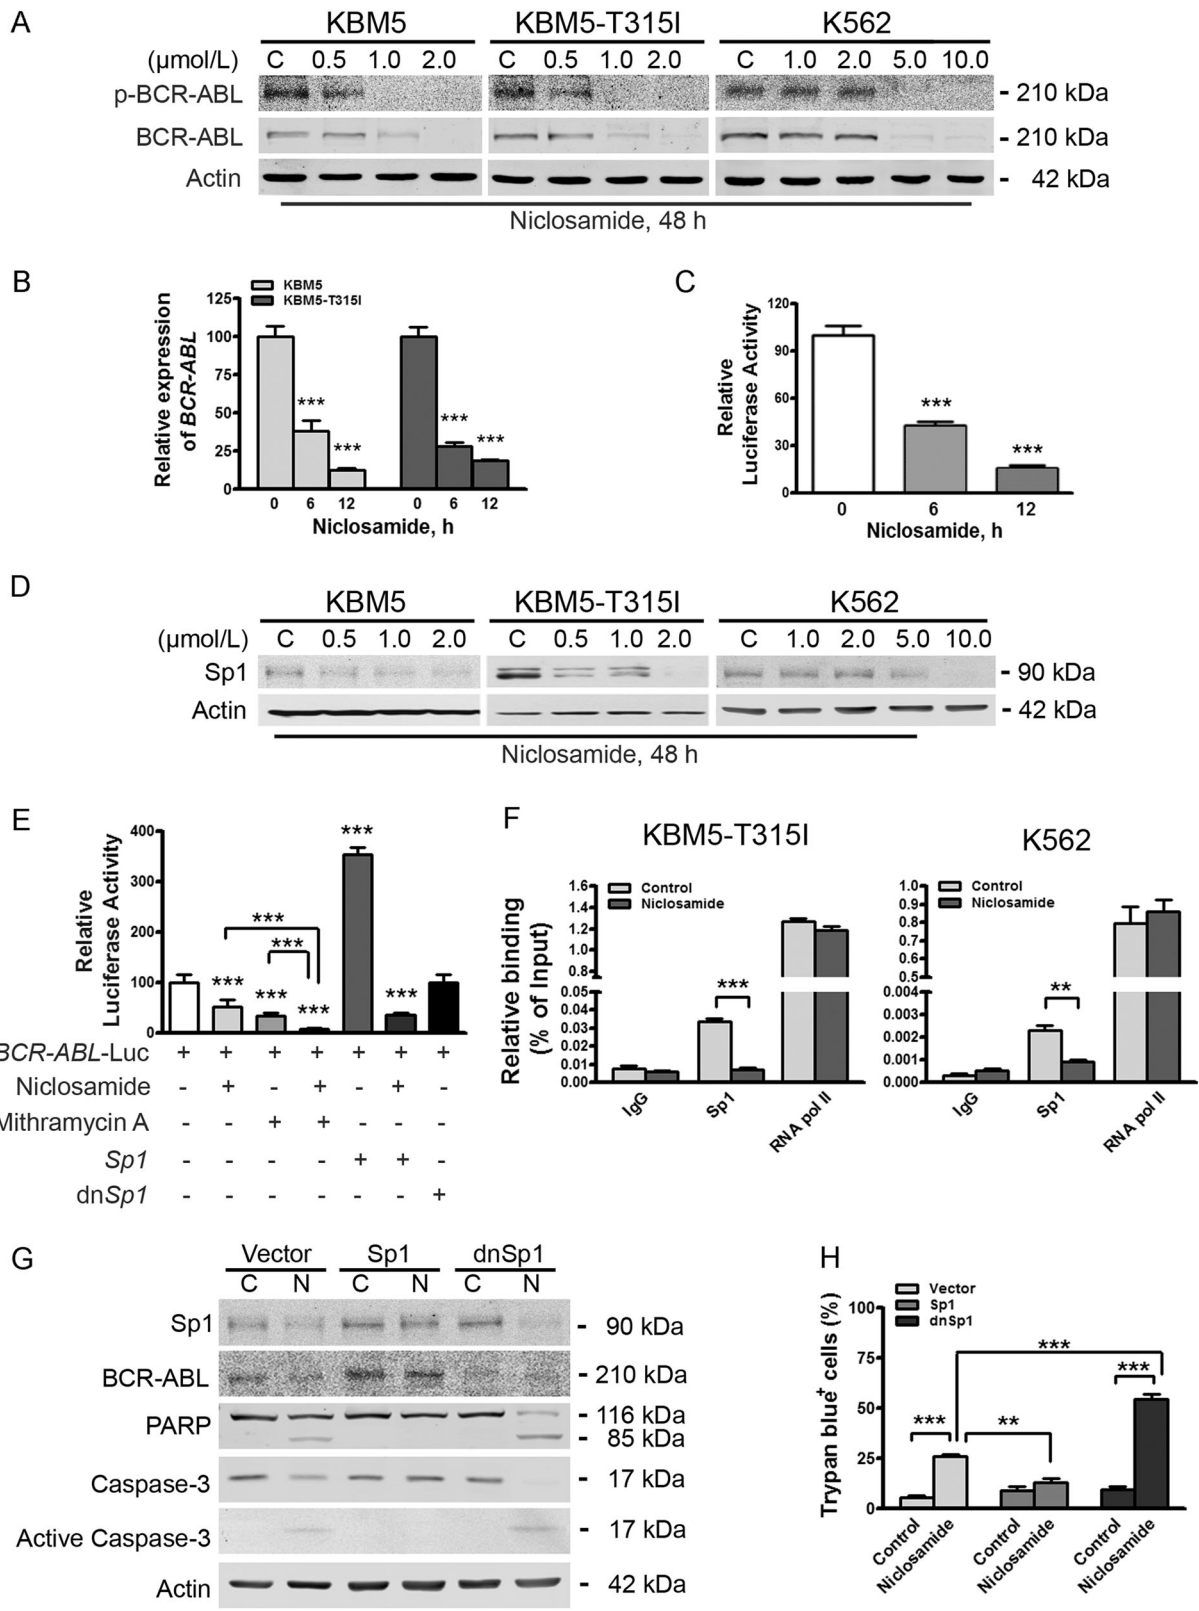 A
KBM5 KBM5-T315I K562
(µmol/L) C 0.5 1.0 2.0 C 0.5 1.0 2.0 C 1.0 2.0 5.0 10.0
p-BCR-ABL - 210 kDa
BCR-ABL - 210 kDa
Actin - 42 kDa
Niclosamide, 48 h
B
KBM5
KBM5-T315I
Relative expression
of BCR-ABL
125
100
75
50
25
0
*** *** *** ***
0 6 12 0 6 12
Niclosamide, h
C
Relative
Luciferase Activity
120
90
60
30
0
*** ***
0 6 12
Niclosamide, h
D
KBM5 KBM5-T315I K562
(µmol/L) C 0.5 1.0 2.0 C 0.5 1.0 2.0 C 1.0 2.0 5.0 10.0
Sp1 - 90 kDa
Actin - 42 kDa
Niclosamide, 48 h
E
Relative
Luciferase Activity
400
300
200
100
0
***
***
***
*** *** *** ***
BCR-ABL-Luc + + + + + + +
Niclosamide - + - + - + -
Mithramycin A - - + + - - -
Sp1 - - - - + + -
dnSp1 - - - - - - +
F
KBM5-T315I
Relative binding
(% of Input)
Control
Niclosamide
1.6
1.4
1.2
1.0
0.8
0.05
0.04
0.03
0.02
0.01
0.00
***
IgG Sp1 RNA pol II
K562
Control
Niclosamide
1.0
0.9
0.8
0.7
0.6
0.5
0.004
0.003
0.002
0.001
0.000
**
IgG Sp1 RNA pol II
G
Vector Sp1 dnSp1
C N C N C N
Sp1 - 90 kDa
BCR-ABL - 210 kDa
PARP - 116 kDa
- 85 kDa
Caspase-3 - 17 kDa
Active Caspase-3 - 17 kDa
Actin - 42 kDa
H
Vector
Sp1
dnSp1
Trypan blue+ cells (%)
100
75
50
25
0
***
***
*** **
Control Niclosamide Control Niclosamide Control Niclosamide